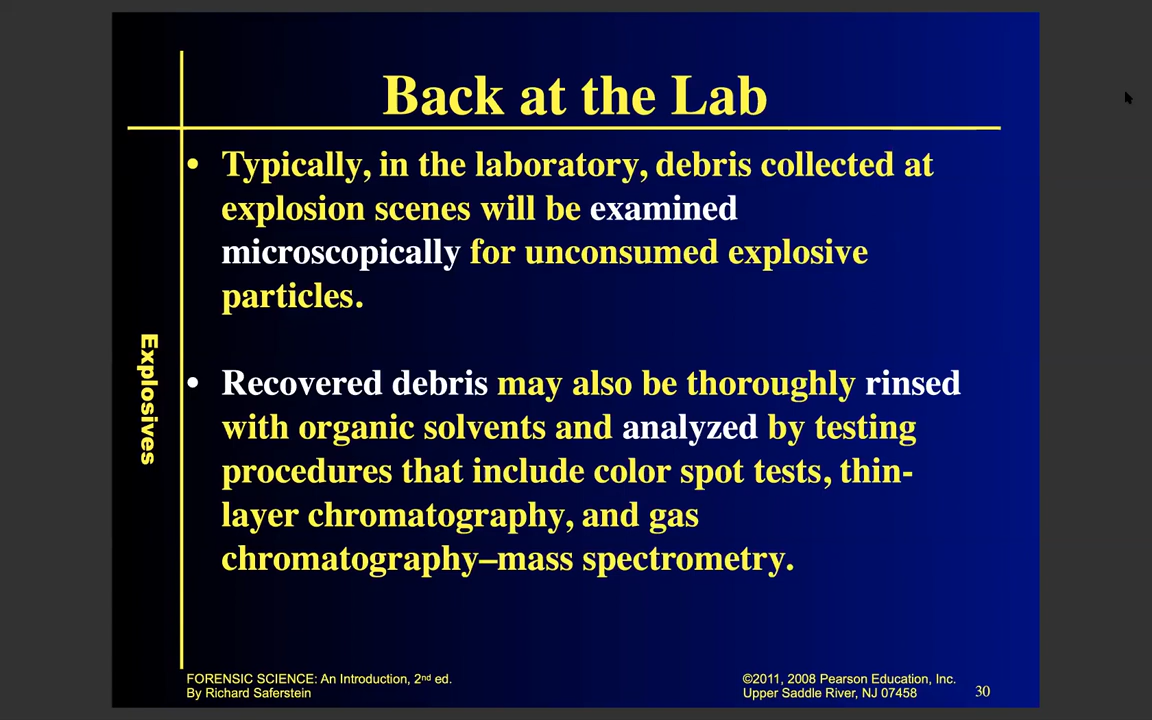 Back at the Lab
• Typically, in the laboratory, debris collected at
explosion scenes will be examined
microscopically for unconsumed explosive
particles.
• Recovered debris may also be thoroughly rinsed
with organic solvents and analyzed by testing
procedures that include color spot tests, thin-
layer chromatography, and gas
chromatography–mass spectrometry.
Explosives
FORENSIC SCIENCE: An Introduction, 2nd ed.
By Richard Saferstein
©2011, 2008 Pearson Education, Inc.
Upper Saddle River, NJ 07458
30